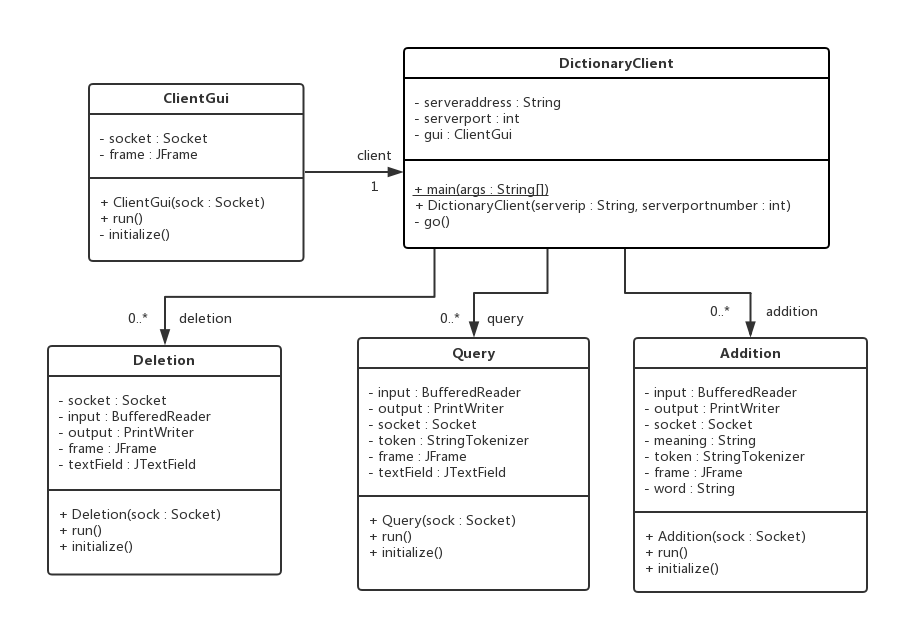 ClientGui
- socket : Socket
- frame : JFrame
+ ClientGui(sock : Socket)
+ run()
- initialize()
client
1
DictionaryClient
- serveraddress : String
- serverport : int
- gui : ClientGui
+ main(args : String[])
+ DictionaryClient(serverip : String, serverportnumber : int)
- go()
0..*
deletion
0..*
query
0..*
addition
Deletion
- socket : Socket
- input : BufferedReader
- output : PrintWriter
- frame : JFrame
- textField : JTextField
+ Deletion(sock : Socket)
+ run()
+ initialize()
Query
- input : BufferedReader
- output : PrintWriter
- socket : Socket
- token : StringTokenizer
- frame : JFrame
- textField : JTextField
+ Query(sock : Socket)
+ run()
+ initialize()
Addition
- input : BufferedReader
- output : PrintWriter
- socket : Socket
- meaning : String
- token : StringTokenizer
- frame : JFrame
- word : String
+ Addition(sock : Socket)
+ run()
+ initialize()